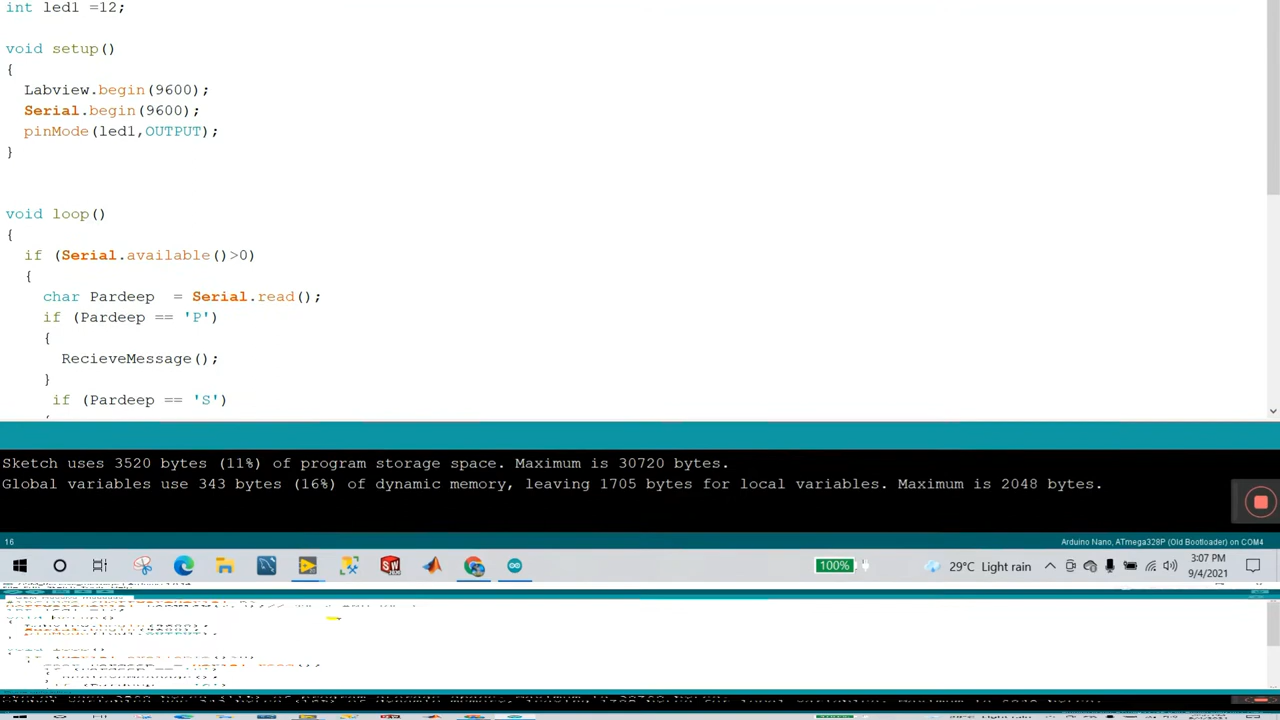 int led1 =12;
void setup()
{
Labview.begin(9600);
Serial.begin(9600);
pinMode(led1,OUTPUT);
}
void loop()
{
if (Serial.available()>0)
{
char Pardeep  = Serial.read();
if (Pardeep == 'P')
{
RecieveMessage();
}
if (Pardeep == 'S')
{
Sketch uses 3520 bytes (11%) of program storage space. Maximum is 30720 bytes.
Global variables use 343 bytes (16%) of dynamic memory, leaving 1705 bytes for local variables. Maximum is 2048 bytes.
16 Arduino Nano, ATmega328P (Old Bootloader) on COM4
100% 29°C Light rain 3:07 PM
9/4/2021